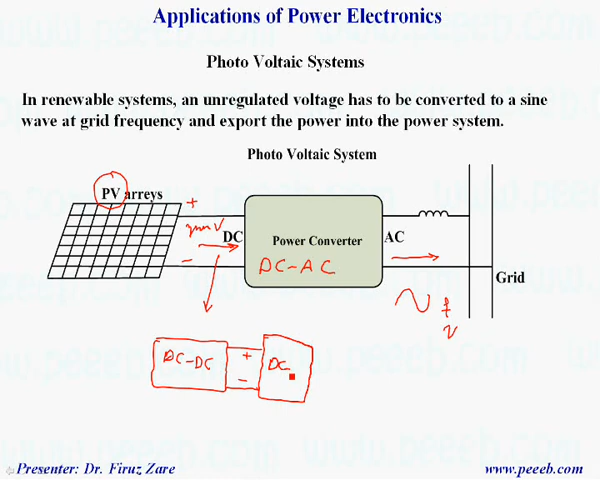 Applications of Power Electronics
Photo Voltaic Systems
In renewable systems, an unregulated voltage has to be converted to a sine
wave at grid frequency and export the power into the power system.
Photo Voltaic System
PV arreys
+
DC
Power Converter
AC
DC-AC
-
Grid
f
V
DC-DC
+
-
DC
Presenter: Dr. Firuz Zare
www.peeeb.com